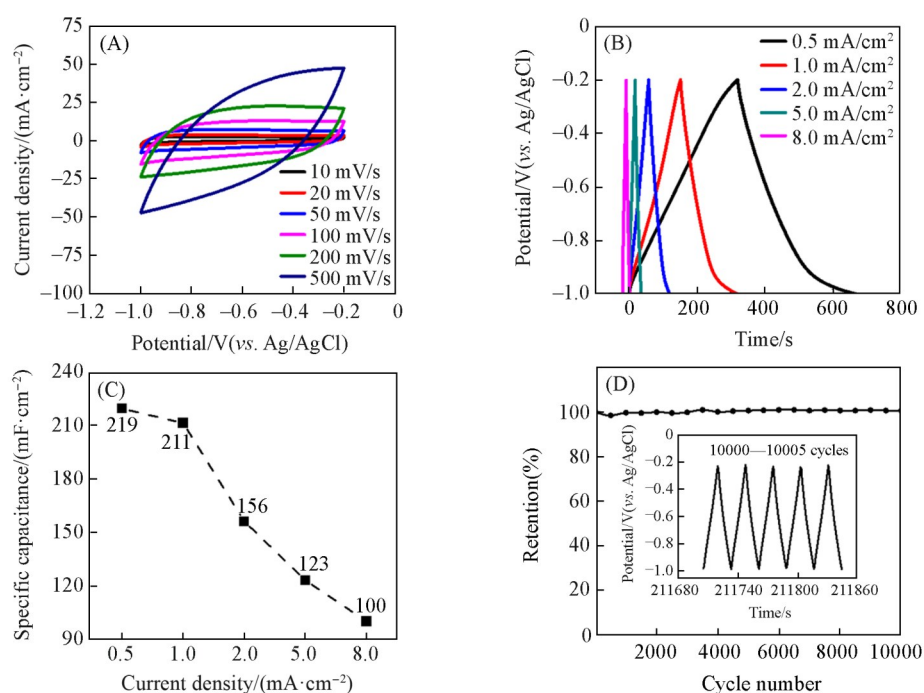 (A)
75
50
25
0
−25
−50
−75
−100
Current density/(mA·cm⁻²)
10 mV/s
20 mV/s
50 mV/s
100 mV/s
200 mV/s
500 mV/s
−1.2 −1.0 −0.8 −0.6 −0.4 −0.2 0
Potential/V(vs. Ag/AgCl)
(B)
0
−0.2
−0.4
−0.6
−0.8
−1.0
Potential/V(vs. Ag/AgCl)
0.5 mA/cm²
1.0 mA/cm²
2.0 mA/cm²
5.0 mA/cm²
8.0 mA/cm²
0 200 400 600 800
Time/s
(C)
240
210
180
150
120
90
Specific capacitance/(mF·cm⁻²)
219
211
156
123
100
0.5 1.0 2.0 5.0 8.0
Current density/(mA·cm⁻²)
(D)
100
80
60
40
20
0
Retention(%)
0
−0.2
−0.4
−0.6
−0.8
−1.0
Potential/V(vs. Ag/AgCl)
10000—10005 cycles
211680 211740 211800 211860
Time/s
2000 4000 6000 8000 10000
Cycle number